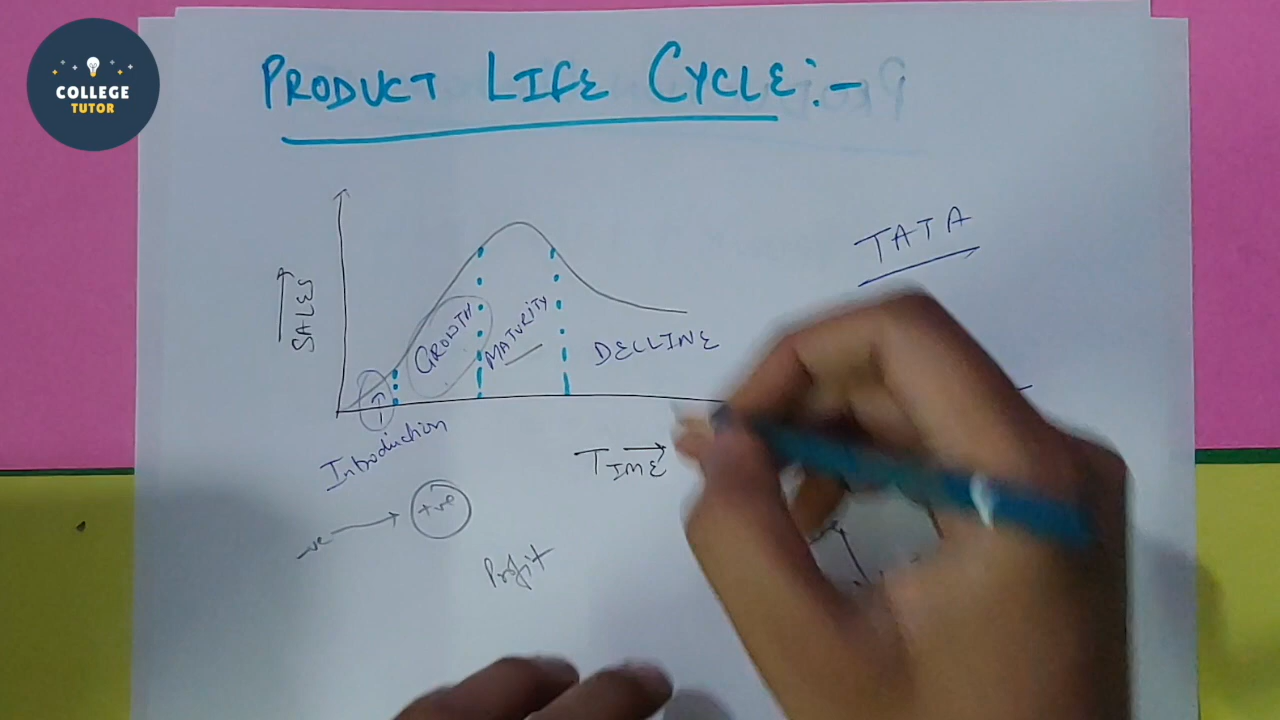 COLLEGE
TUTOR
PRODUCT LIFE CYCLE:-
TATA
SALES
GROWTH
MATURITY
DECLINE
Introduction
TIME
-ve → +ve
Profit